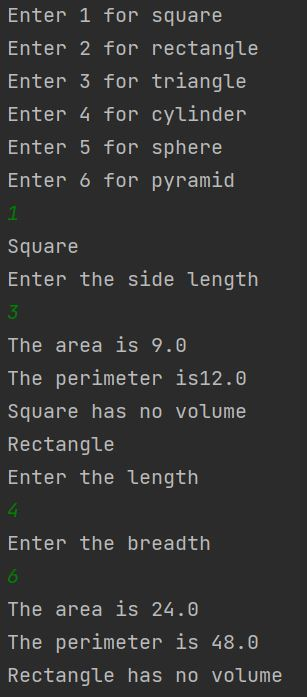 Enter 1 for square
Enter 2 for rectangle
Enter 3 for triangle
Enter 4 for cylinder
Enter 5 for sphere
Enter 6 for pyramid
1
Square
Enter the side length
3
The area is 9.0
The perimeter is12.0
Square has no volume
Rectangle
Enter the length
4
Enter the breadth
6
The area is 24.0
The perimeter is 48.0
Rectangle has no volume